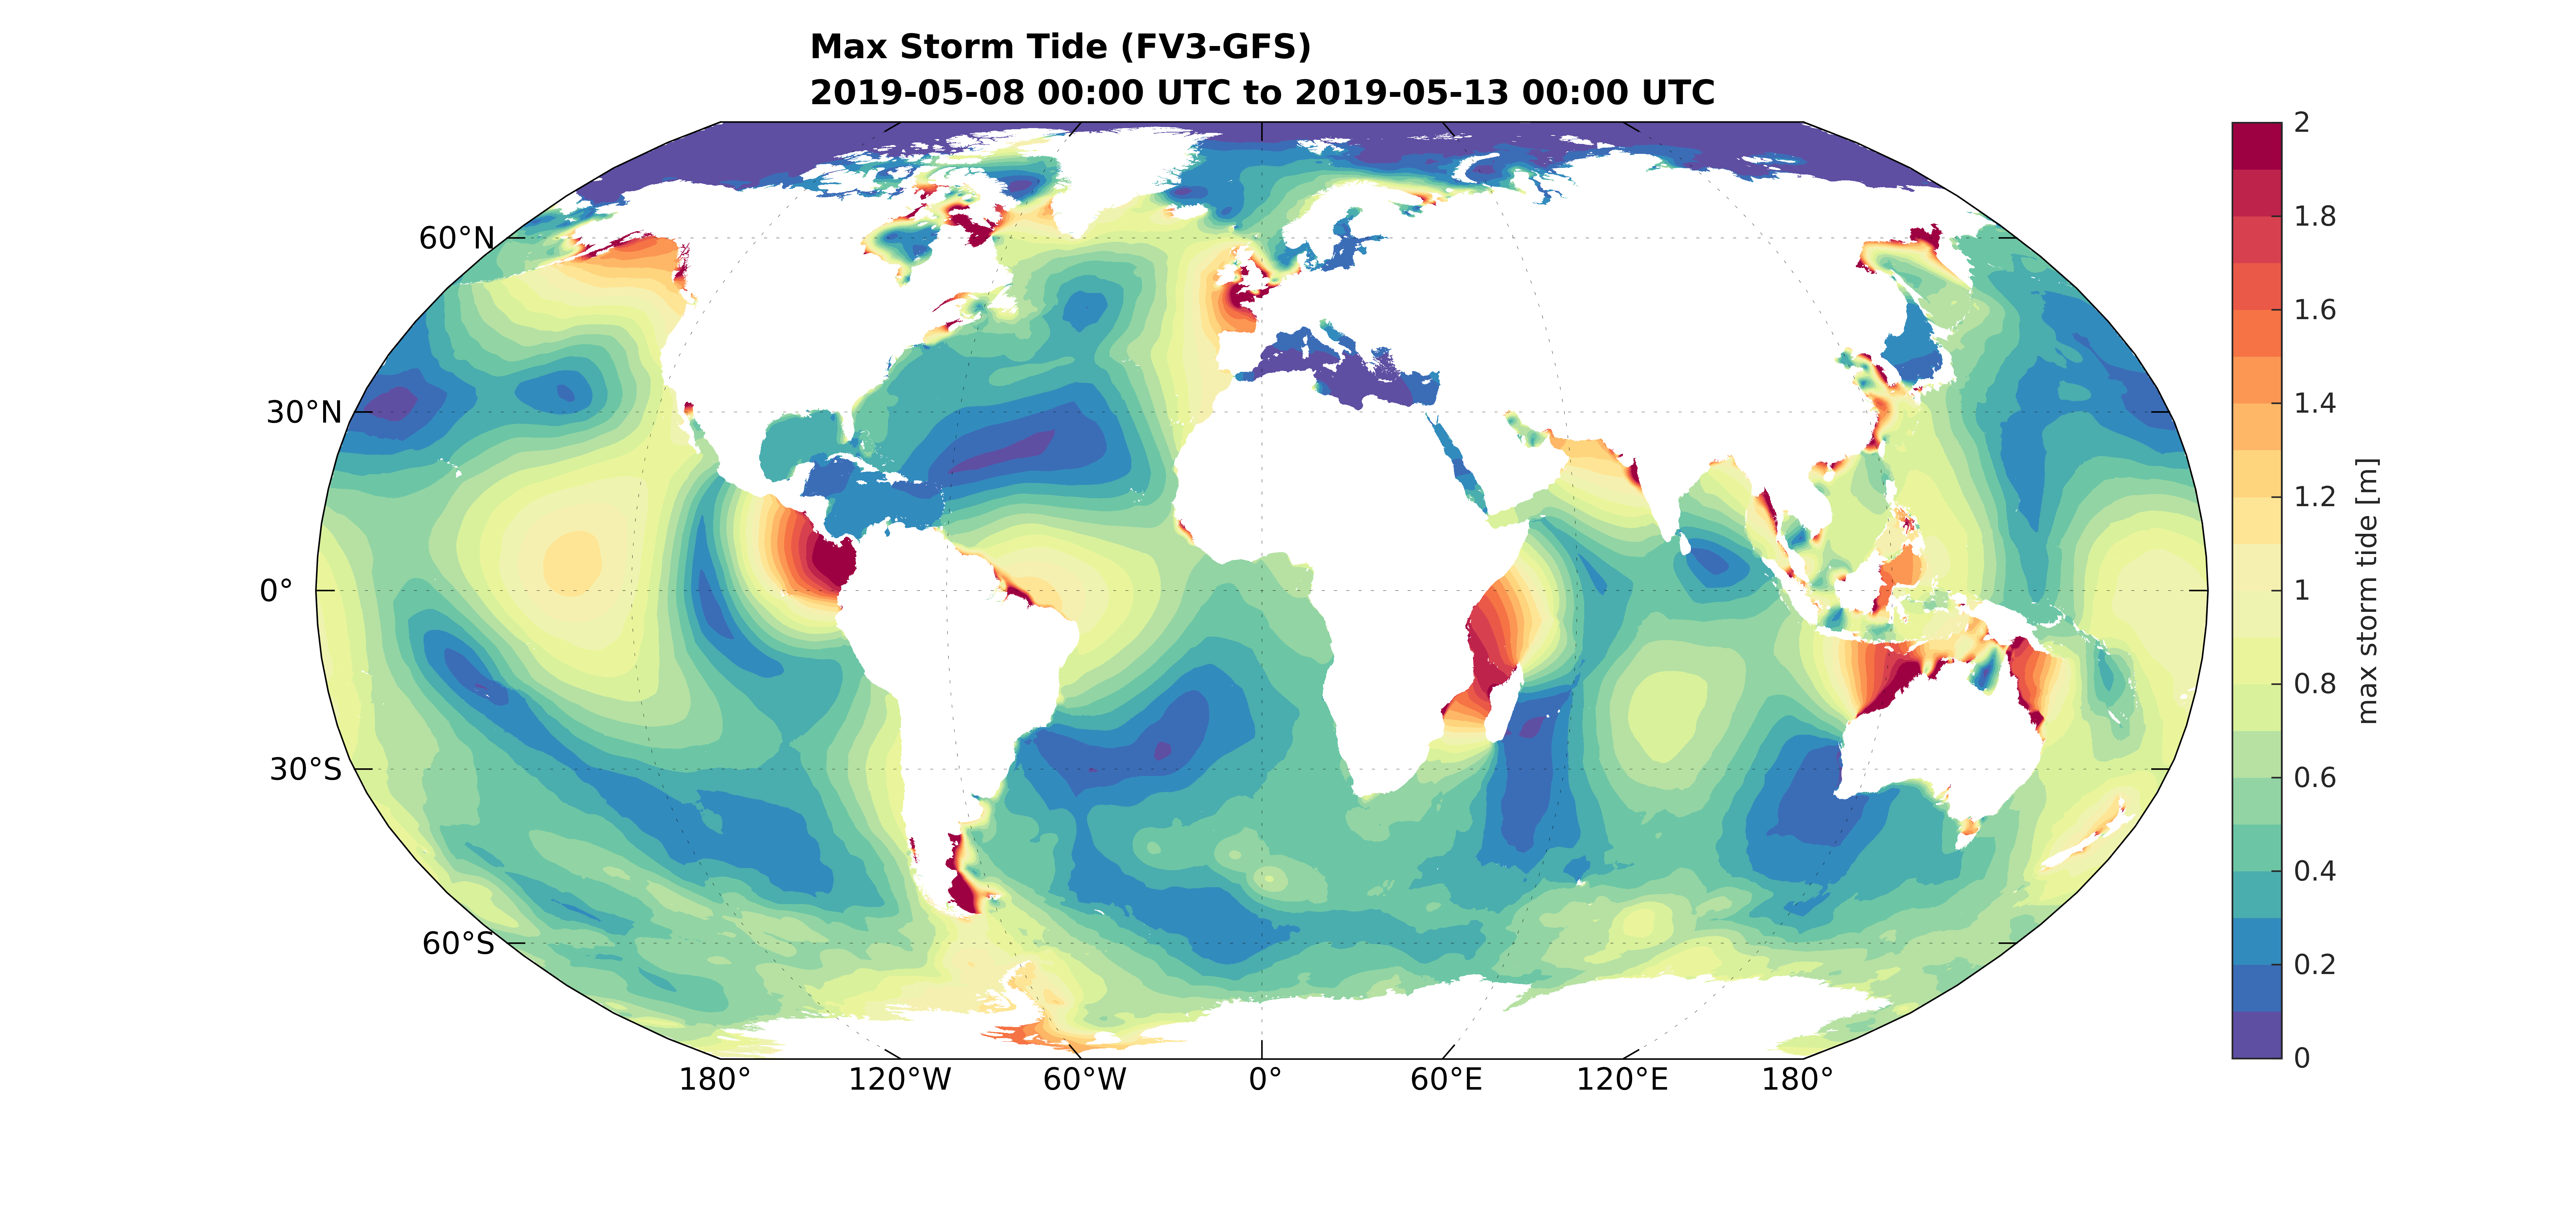 Max Storm Tide (FV3-GFS)
2019-05-08 00:00 UTC to 2019-05-13 00:00 UTC
60°N
30°N
0°
30°S
60°S
180°
120°W
60°W
0°
60°E
120°E
180°
2
1.8
1.6
1.4
1.2
1
0.8
0.6
0.4
0.2
0
max storm tide [m]